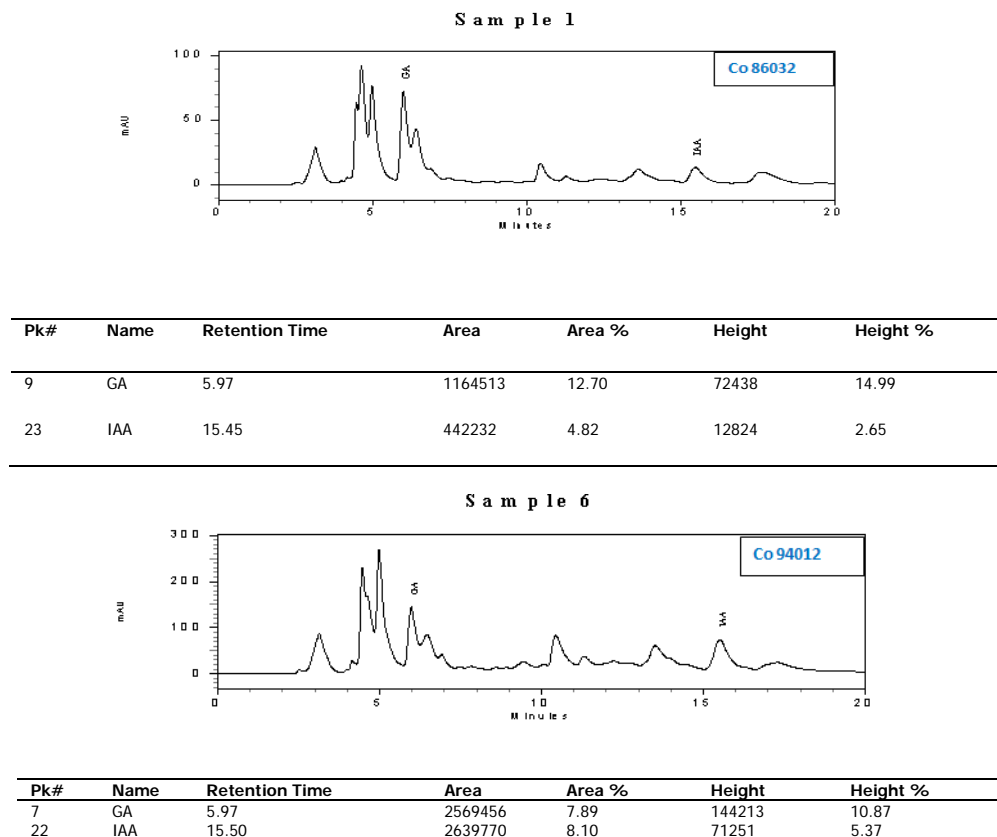 Sample 1
100
50
0
mAU
GA
IAA
Co 86032
0 5 10 15 20
Minutes
Pk# Name Retention Time Area Area % Height Height %
9 GA 5.97 1164513 12.70 72438 14.99
23 IAA 15.45 442232 4.82 12824 2.65
Sample 6
300
200
100
0
mAU
GA
IAA
Co 94012
0 5 10 15 20
Minutes
Pk# Name Retention Time Area Area % Height Height %
7 GA 5.97 2569456 7.89 144213 10.87
22 IAA 15.50 2639770 8.10 71251 5.37